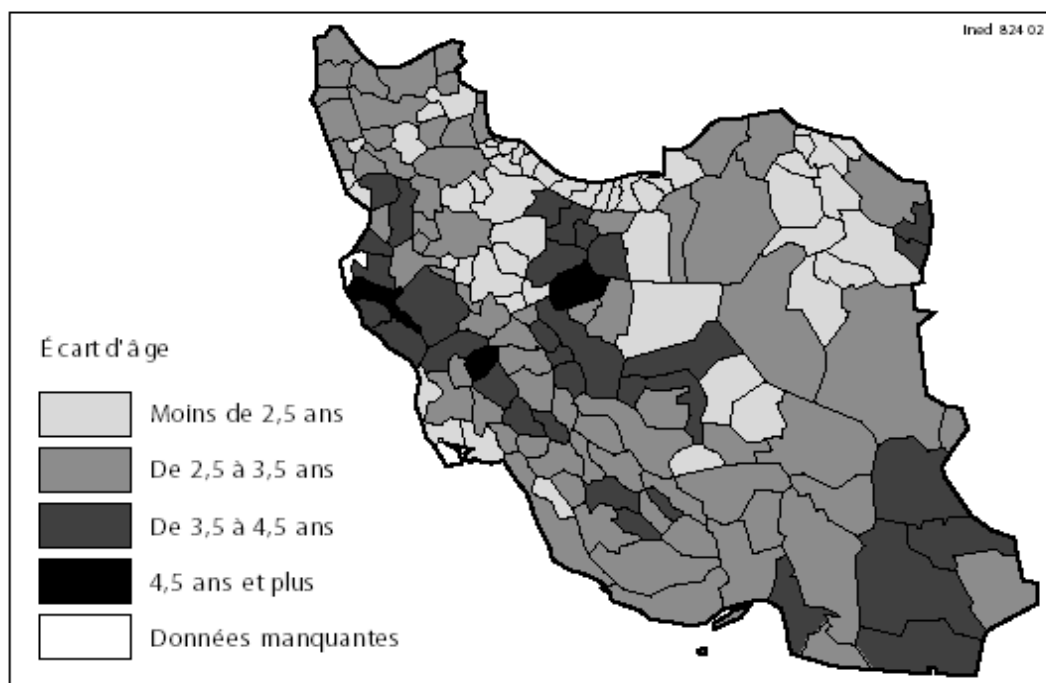 Ined 824 02
Écart d'âge
Moins de 2,5 ans
De 2,5 à 3,5 ans
De 3,5 à 4,5 ans
4,5 ans et plus
Données manquantes